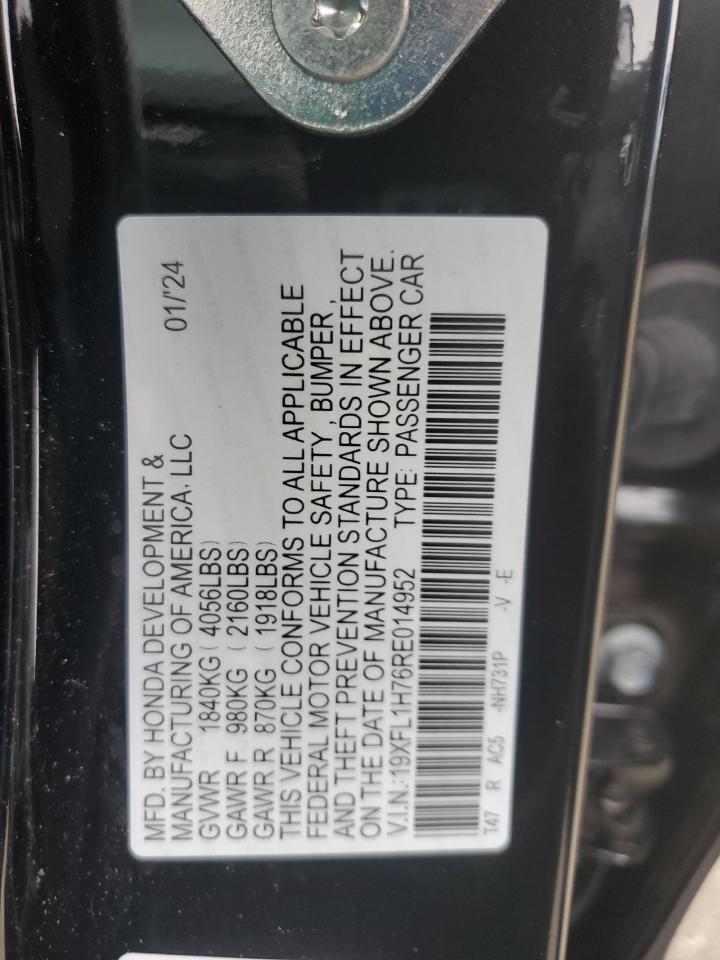 MFD. BY HONDA DEVELOPMENT &
MANUFACTURING OF AMERICA, LLC 01/'24
GVWR 1840KG (4056LBS)
GAWR F 980KG (2160LBS)
GAWR R 870KG (1918LBS)
THIS VEHICLE CONFORMS TO ALL APPLICABLE
FEDERAL MOTOR VEHICLE SAFETY, BUMPER,
AND THEFT PREVENTION STANDARDS IN EFFECT
ON THE DATE OF MANUFACTURE SHOWN ABOVE.
V.I.N.:19XFL1H76RE014952 TYPE: PASSENGER CAR
T47 R AC5 -NH731P -V -E